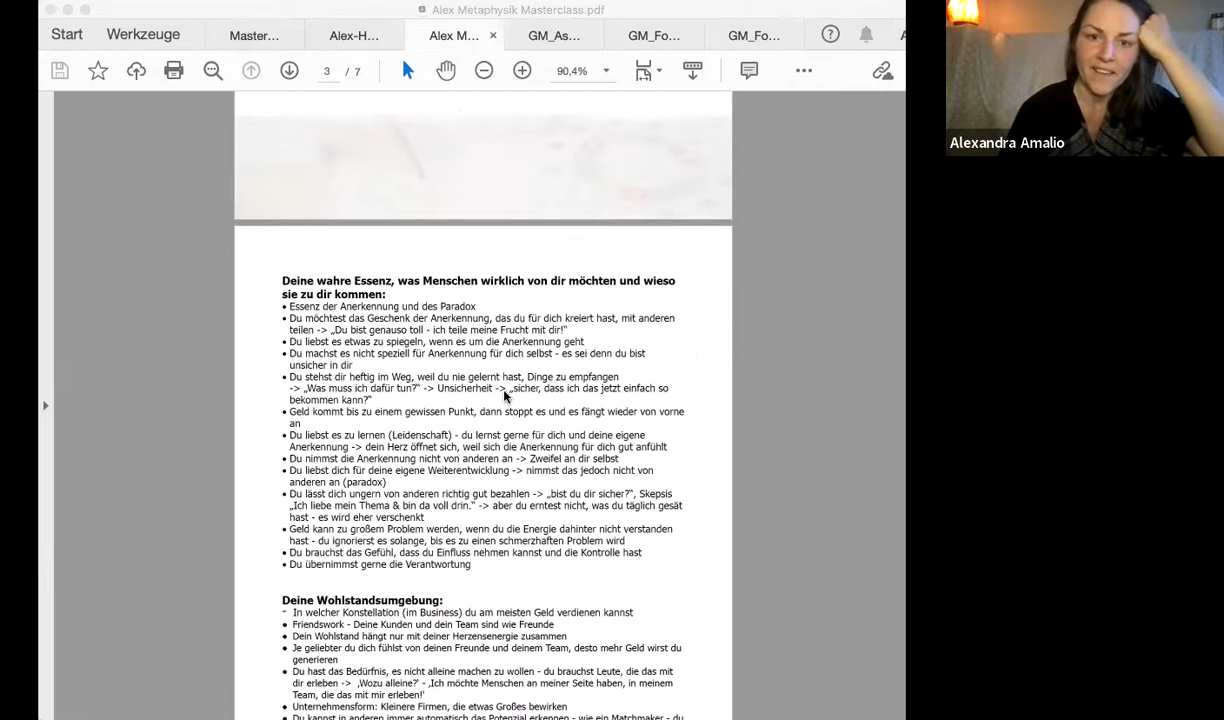 Alex Metaphysik Masterclass.pdf
Start Werkzeuge Master... Alex-H... Alex M... × GM_As... GM_Fo... GM_Fo...
3 / 7 90,4%
Alexandra Amalio
Deine wahre Essenz, was Menschen wirklich von dir möchten und wieso
sie zu dir kommen:
• Essenz der Anerkennung und des Paradox
• Du möchtest das Geschenk der Anerkennung, das du für dich kreiert hast, mit anderen
teilen -> „Du bist genauso toll - ich teile meine Frucht mit dir!“
• Du liebst es etwas zu spiegeln, wenn es um die Anerkennung geht
• Du machst es nicht speziell für Anerkennung für dich selbst - es sei denn du bist
unsicher in dir
• Du stehst dir heftig im Weg, weil du nie gelernt hast, Dinge zu empfangen
-> „Was muss ich dafür tun?“ -> Unsicherheit -> „sicher, dass ich das jetzt einfach so
bekommen kann?“
• Geld kommt bis zu einem gewissen Punkt, dann stoppt es und es fängt wieder von vorne
an
• Du liebst es zu lernen (Leidenschaft) - du lernst gerne für dich und deine eigene
Anerkennung -> dein Herz öffnet sich, weil sich die Anerkennung für dich gut anfühlt
• Du nimmst die Anerkennung nicht von anderen an -> Zweifel an dir selbst
• Du liebst dich für deine eigene Weiterentwicklung -> nimmst das jedoch nicht von
anderen an (paradox)
• Du lässt dich ungern von anderen richtig gut bezahlen -> „bist du dir sicher?“, Skepsis
„Ich liebe mein Thema & bin da voll drin.“ -> aber du erntest nicht, was du täglich gesät
hast - es wird eher verschenkt
• Geld kann zu großem Problem werden, wenn du die Energie dahinter nicht verstanden
hast - du ignorierst es solange, bis es zu einen schmerzhaften Problem wird
• Du brauchst das Gefühl, dass du Einfluss nehmen kannst und die Kontrolle hast
• Du übernimmst gerne die Verantwortung
Deine Wohlstandsumgebung:
- In welcher Konstellation (im Business) du am meisten Geld verdienen kannst
• Friendswork - Deine Kunden und dein Team sind wie Freunde
• Dein Wohlstand hängt nur mit deiner Herzensenergie zusammen
• Je geliebter du dich fühlst von deinen Freunde und deinem Team, desto mehr Geld wirst du
generieren
• Du hast das Bedürfnis, es nicht alleine machen zu wollen - du brauchst Leute, die das mit
dir erleben -> ‚Wozu alleine?‘ - ‚Ich möchte Menschen an meiner Seite haben, in meinem
Team, die das mit mir erleben!‘
• Unternehmensform: Kleinere Firmen, die etwas Großes bewirken
• Du kannst in anderen immer automatisch das Potenzial erkennen - wie ein Matchmaker - du